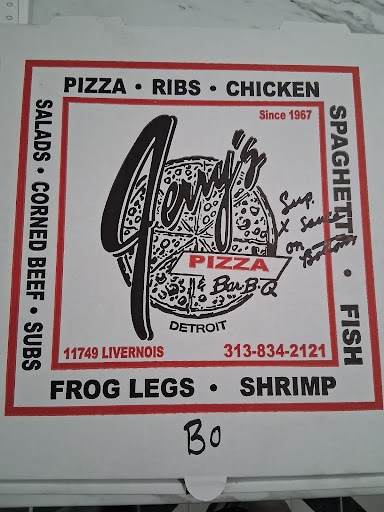 PIZZA • RIBS • CHICKEN
Since 1967
SALADS • CORNED BEEF • SUBS
SPAGHETTI • FISH
Jerry's
PIZZA
& Bar-B-Q
DETROIT
Sup.
X Sauce
on Bottom
11749 LIVERNOIS
313-834-2121
FROG LEGS • SHRIMP
Bo